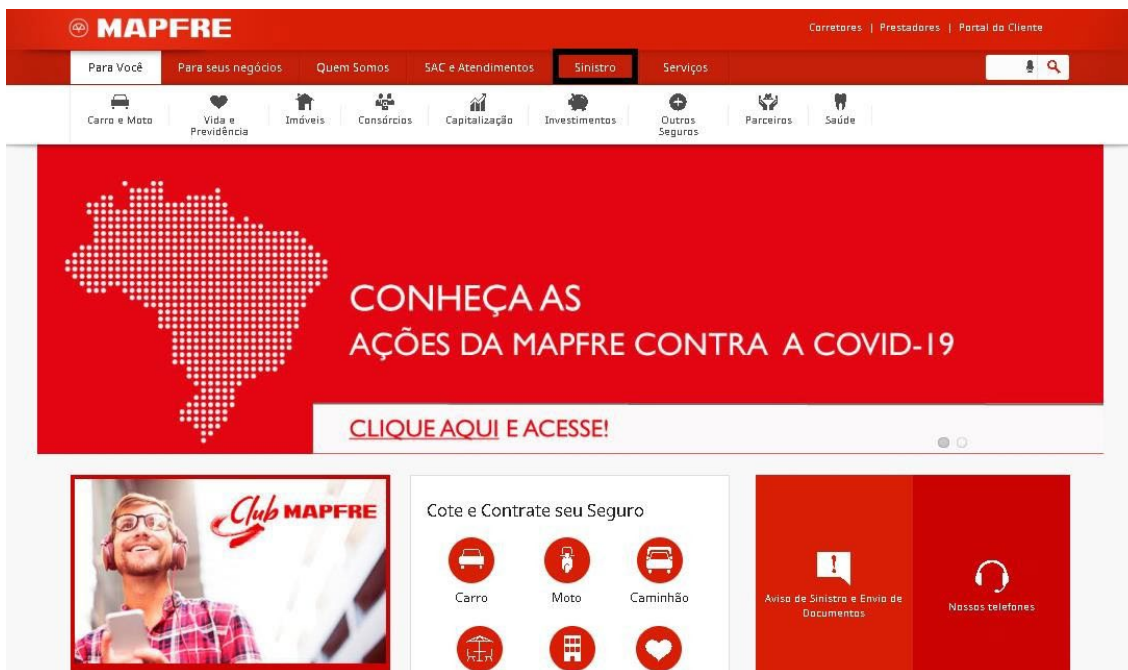 MAPFRE
Corretores | Prestadores | Portal do Cliente
Para Você Para seus negócios Quem Somos SAC e Atendimentos Sinistro Serviços
Carro e Moto
Vida e
Previdência
Imóveis
Consórcios
Capitalização
Investimentos
Outros
Seguros
Parceiros
Saúde
CONHEÇA AS
AÇÕES DA MAPFRE CONTRA A COVID-19
CLIQUE AQUI E ACESSE!
Club MAPFRE
Cote e Contrate seu Seguro
Carro Moto Caminhão
Aviso de Sinistro e Envio de
Documentos
Nossos telefones